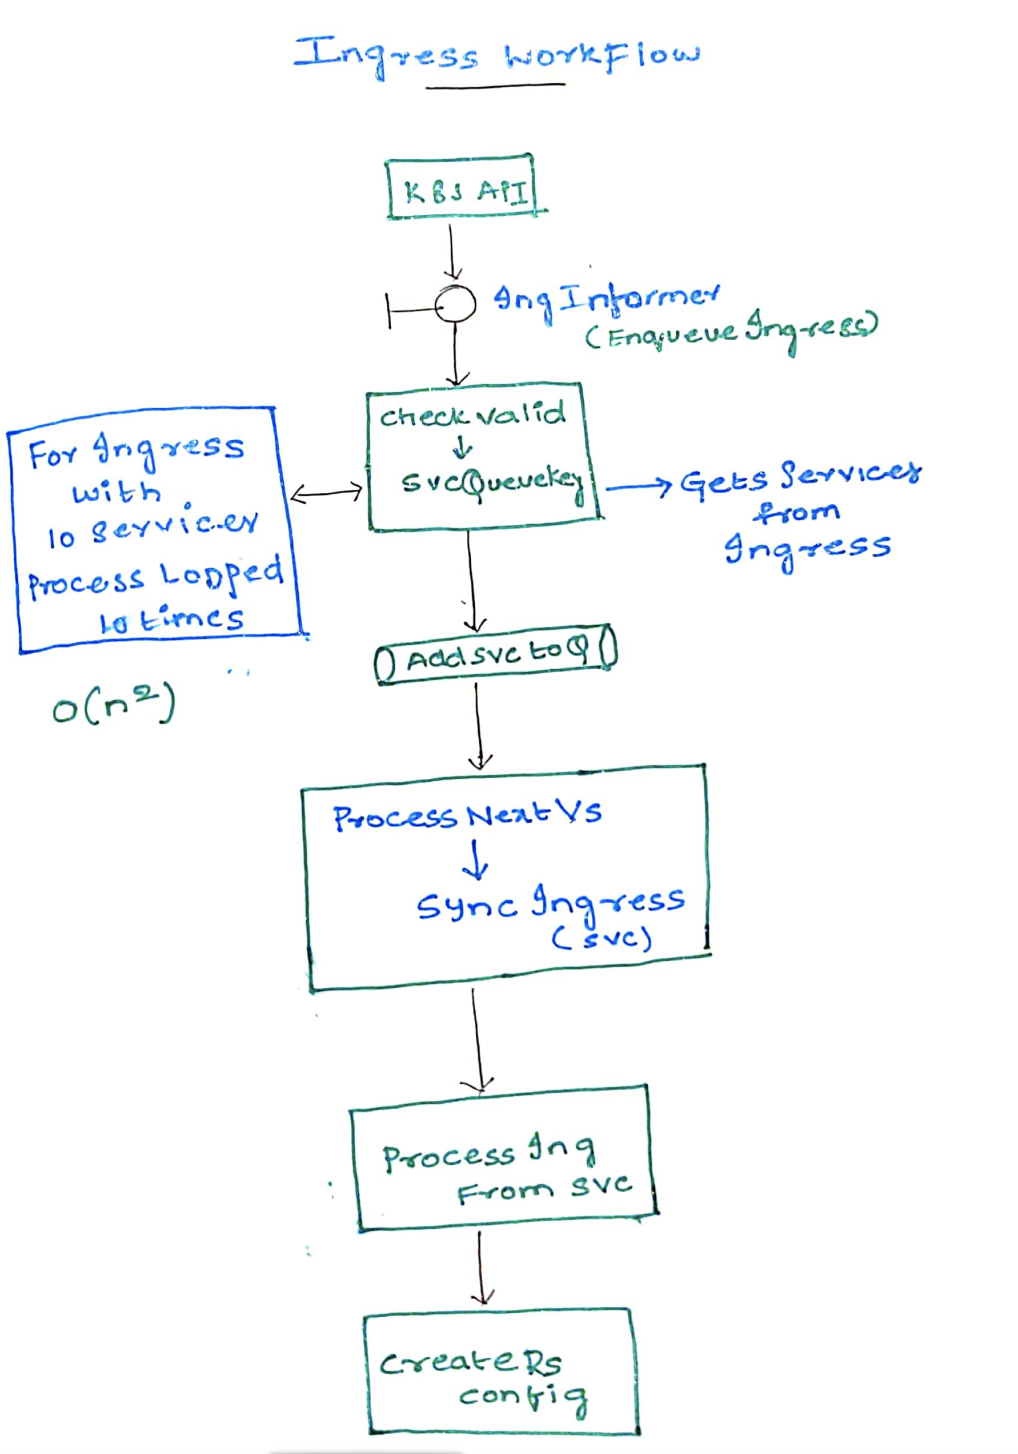 Ingress WorkFlow
K8s API
Ing Informer
(Enqueue Ingress)
check valid
svcQueuekey
Gets Services
from
Ingress
For Ingress
with
10 Services
Process Lopped
10 times
O(n²)
Add svc to Q
Process Next Vs
Sync Ingress
(svc)
Process Ing
From svc
Create Rs
config